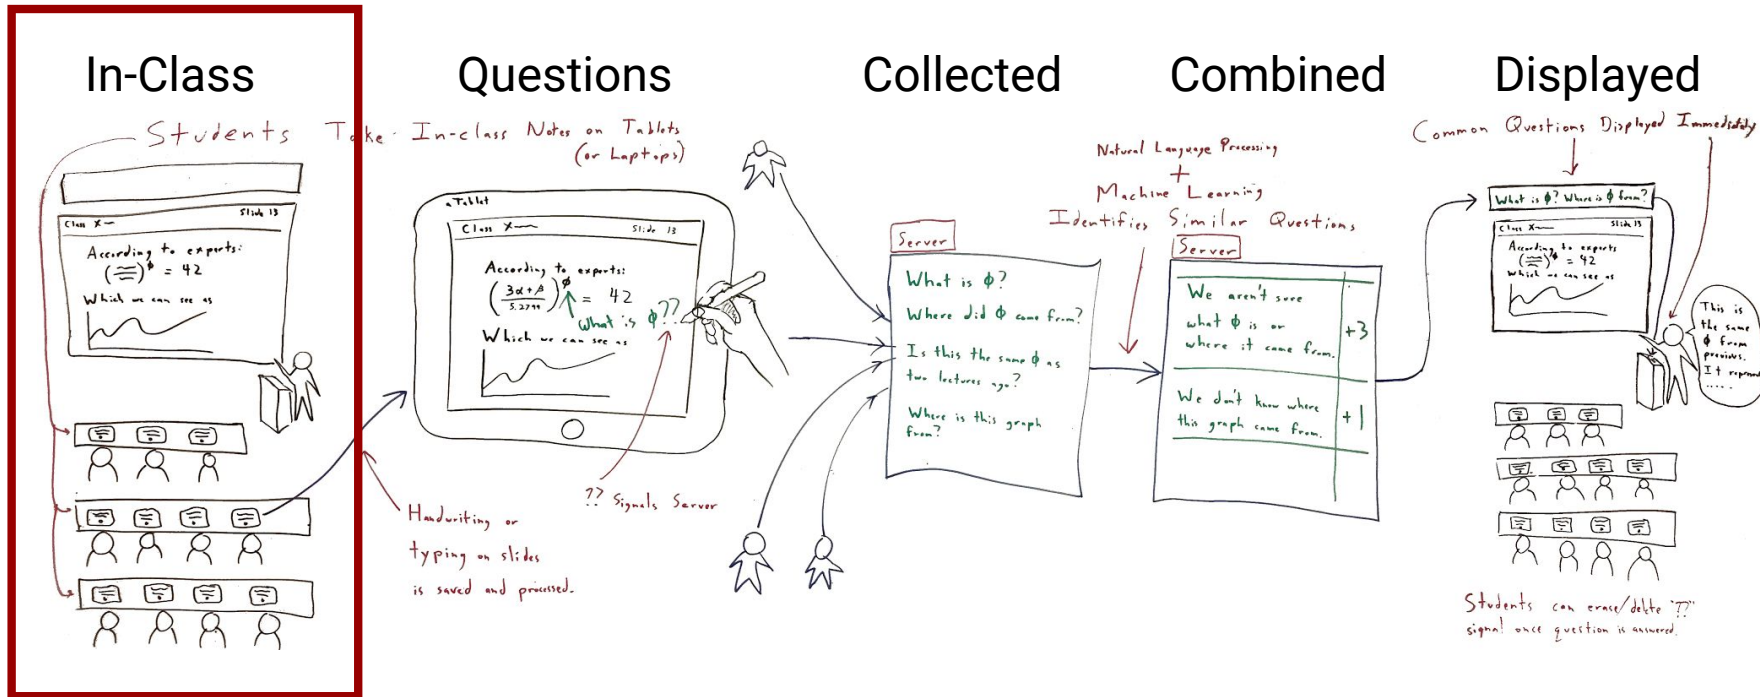 In-Class
Questions
Collected
Combined
Displayed
Students Take In-class Notes on Tablets
(or Laptops)
Class X
Slide 13
According to experts:
( )^ϕ = 42
Which we can see as
Tablet
Class X
Slide 13
According to experts:
(3α+β / 5.2799)^ϕ = 42
What is ϕ??
Which we can see as
?? Signals Server
Handwriting or
typing on slides
is saved and processed.
Server
What is ϕ?
Where did ϕ come from?
Is this the same ϕ as
two lectures ago?
Where is this graph
from?
Natural Language Processing
+
Machine Learning
Identifies Similar Questions
Server
We aren't sure
what ϕ is or
where it came from.
+3
We don't know where
this graph came from.
+1
Common Questions Displayed Immediately
What is ϕ? Where is ϕ from?
Class X
Slide 13
According to experts
( )^ϕ = 42
Which we can see as
This is
the same
ϕ from
previous.
It
.....
Students can erase/delete "??"
signal once question is answered.